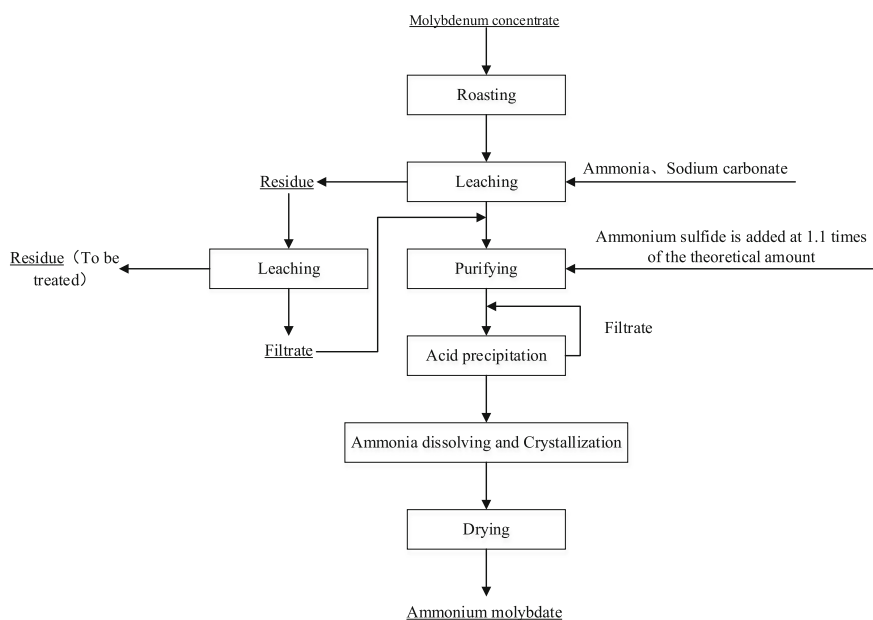 Molybdenum concentrate
Roasting
Residue
Leaching
Ammonia、Sodium carbonate
Residue（To be
treated）
Leaching
Purifying
Ammonium sulfide is added at 1.1 times
of the theoretical amount
Filtrate
Acid precipitation
Filtrate
Ammonia dissolving and Crystallization
Drying
Ammonium molybdate